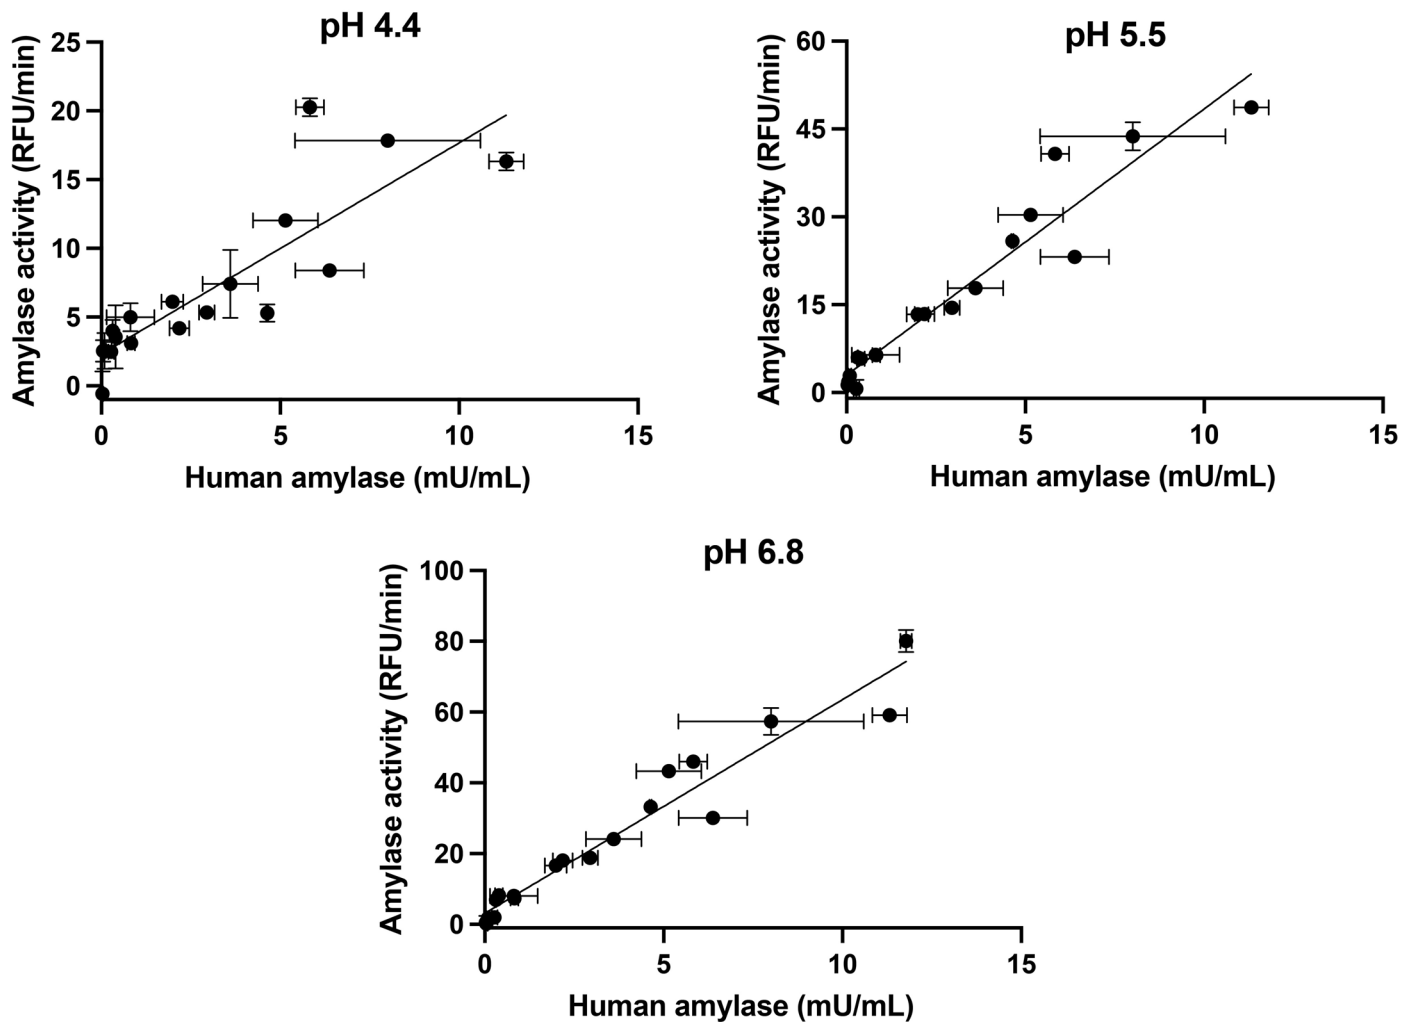 pH 4.4
Amylase activity (RFU/min)
25
20
15
10
5
0
0 5 10 15
Human amylase (mU/mL)
pH 5.5
Amylase activity (RFU/min)
60
45
30
15
0
0 5 10 15
Human amylase (mU/mL)
pH 6.8
Amylase activity (RFU/min)
100
80
60
40
20
0
0 5 10 15
Human amylase (mU/mL)